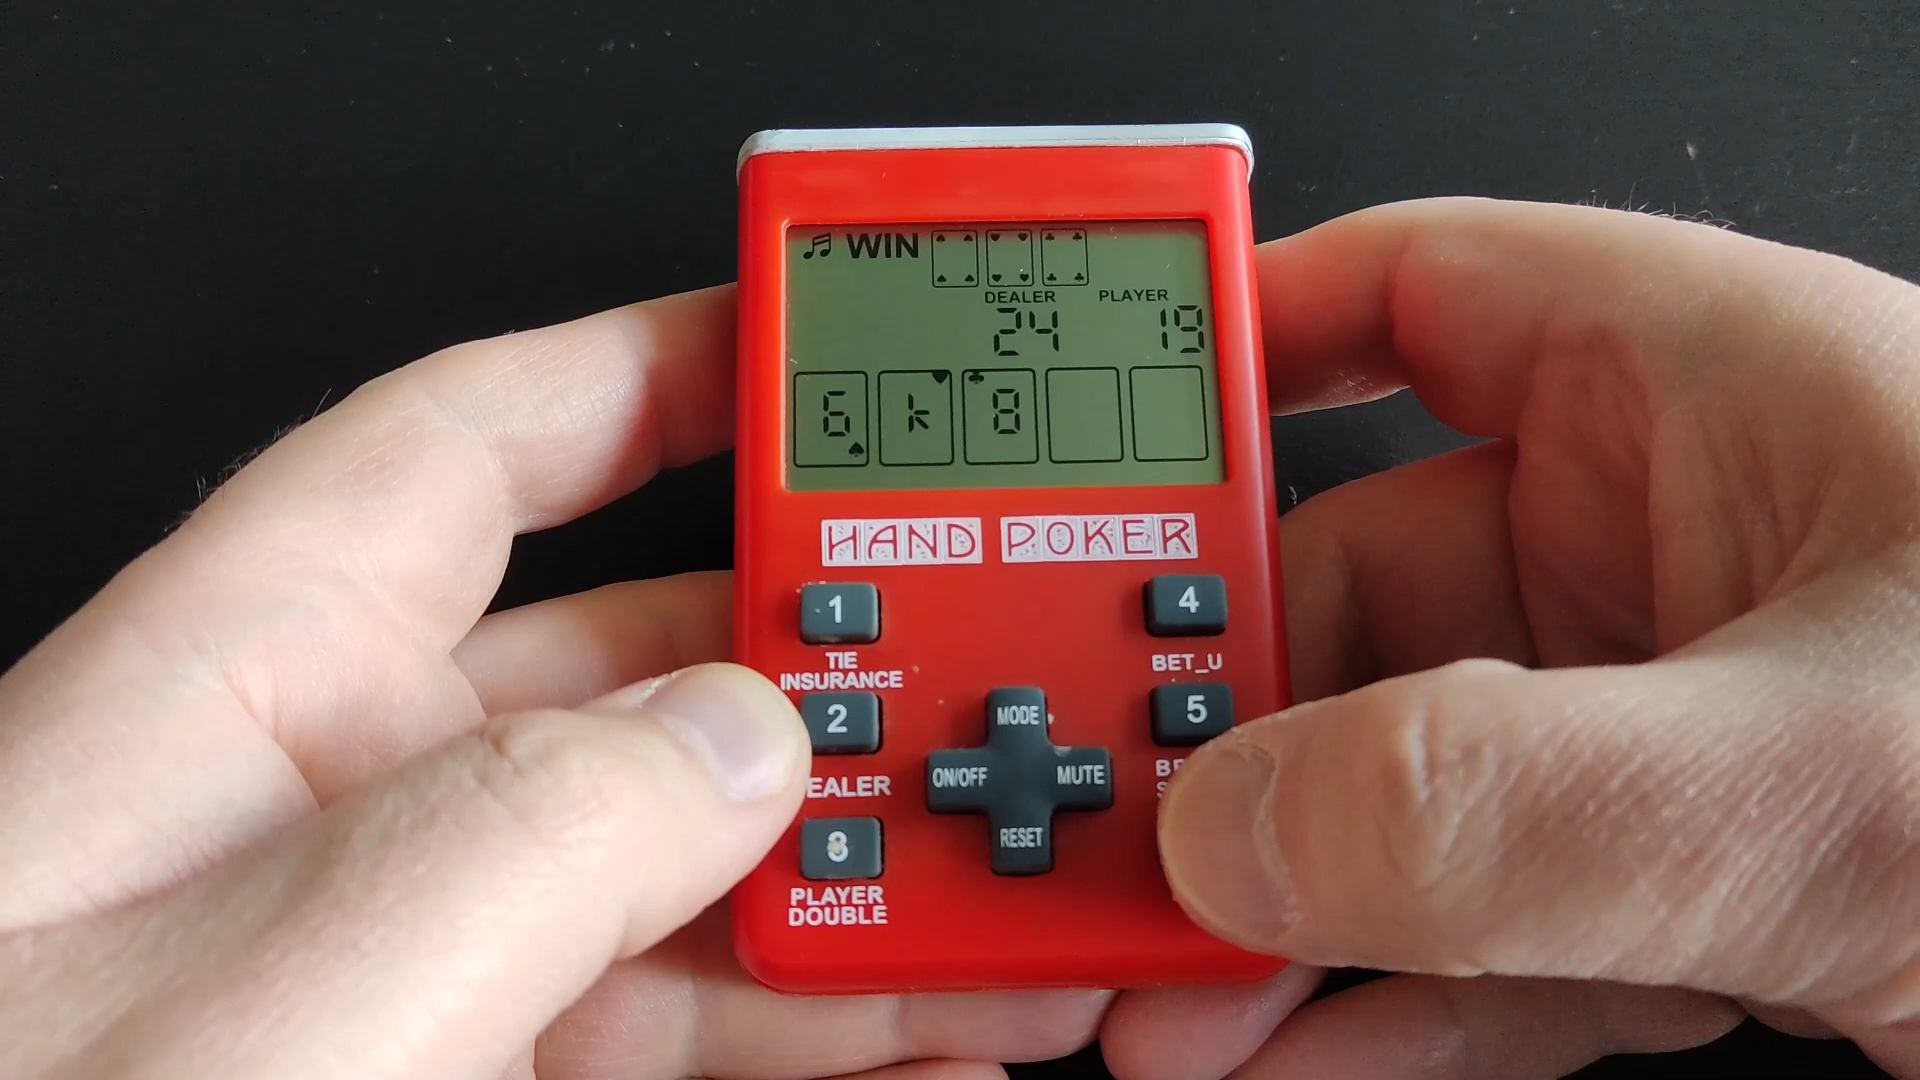 WIN
DEALER PLAYER
24 19
6 k 8
HAND POKER
1 4
TIE
INSURANCE
BET_U
2 5
EALER
MODE
ON/OFF MUTE
RESET
3
PLAYER
DOUBLE